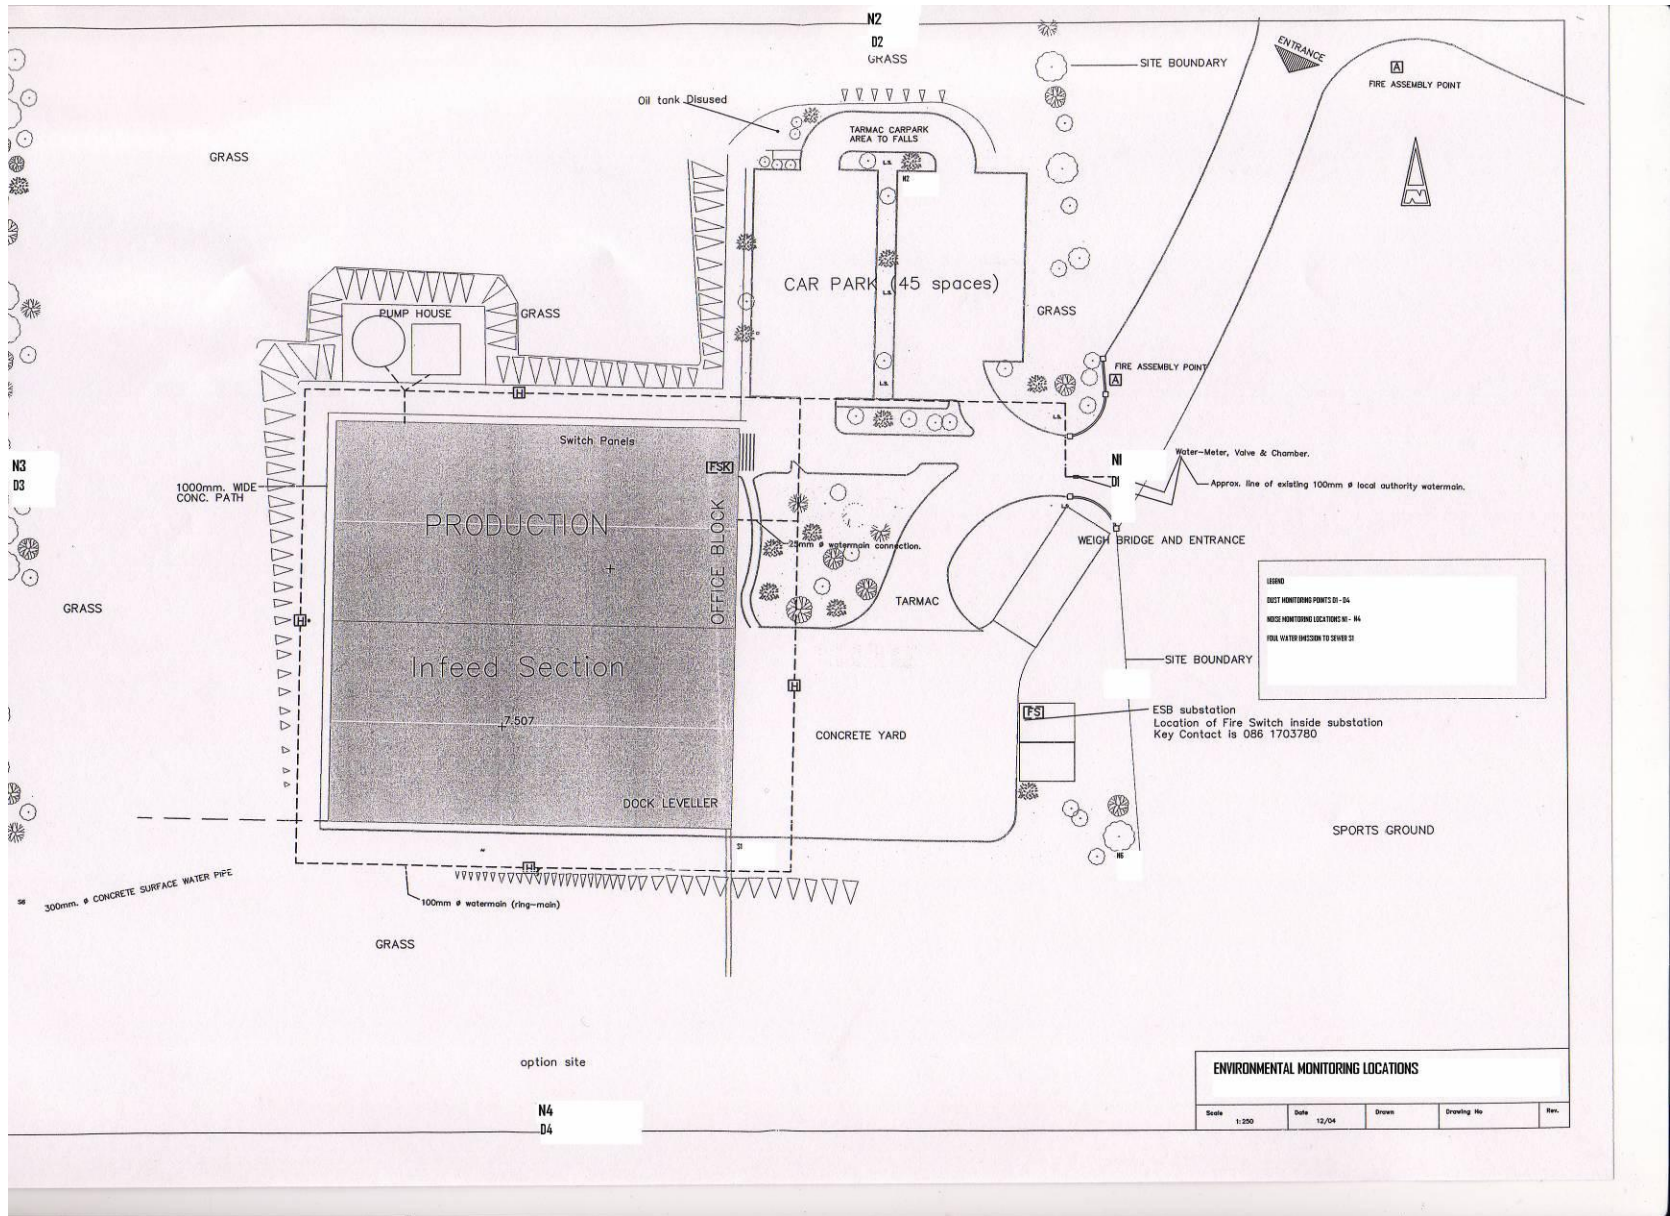 N2
D2
GRASS
ENTRANCE
SITE BOUNDARY
A
FIRE ASSEMBLY POINT
Oil tank Disused
TARMAC CARPARK
AREA TO FALLS
L.S.
N2
GRASS
N
CAR PARK (45 spaces)
L.S.
GRASS
PUMP HOUSE
GRASS
FIRE ASSEMBLY POINT
A
L.S.
H
L.S.
Switch Panels
FSK
N3
D3
1000mm. WIDE
CONC. PATH
N1
D1
Water-Meter, Valve & Chamber.
Approx. line of existing 100mm ø local authority watermain.
L.S.
PRODUCTION
OFFICE BLOCK
25mm ø watermain connection.
WEIGH BRIDGE AND ENTRANCE
LEGEND
DUST MONITORING POINTS D1 - D4
NOISE MONITORING LOCATIONS N1 - N4
FOUL WATER EMISSION TO SEWER S1
GRASS
TARMAC
H
Infeed Section
SITE BOUNDARY
H
7.507
FS
ESB substation
Location of Fire Switch inside substation
Key Contact is 086 1703780
CONCRETE YARD
DOCK LEVELLER
SPORTS GROUND
S1
N6
H
300mm. ø CONCRETE SURFACE WATER PIPE
100mm ø watermain (ring-main)
GRASS
option site
N4
D4
ENVIRONMENTAL MONITORING LOCATIONS
Scale
1:250
Date
12/04
Drawn
Drawing No
Rev.